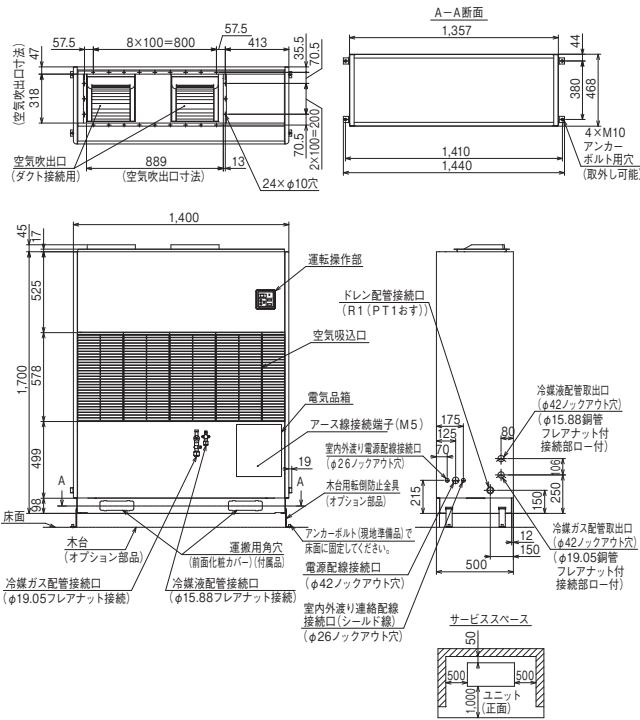 57.5
8×100=800
57.5
413
35.5
70.5
(空気吹出口寸法)
47
318
70.5
2×100=200
空気吹出口
(ダクト接続用)
889
(空気吹出口寸法)
13
24×φ10穴
A-A断面
1,357
44
380
468
4×M10
アンカー
ボルト用穴
(取外し可能)
1,410
1,440
1,400
45
17
525
1,700
578
499
98
運転操作部
空気吸込口
電気品箱
アース線接続端子(M5)
19
A
A
木台用転倒防止金具
(オプション部品)
床面
木台
(オプション部品)
運搬用角穴
(前面化粧カバー)(付属品)
アンカーボルト(現地準備品)で
床面に固定してください。
冷媒ガス配管接続口
(φ19.05フレアナット接続)
冷媒液配管接続口
(φ15.88フレアナット接続)
ドレン配管接続口
(R1(PT1おす))
175
125
70
室内外渡り電源配線接続口
(φ26ノックアウト穴)
215
80
106
250
150
12
150
500
冷媒液配管取出口
(φ42ノックアウト穴)
(φ15.88銅管
フレアナット付
接続部ロー付)
冷媒ガス配管取出口
(φ42ノックアウト穴)
(φ19.05銅管
フレアナット付
接続部ロー付)
電源配線接続口
(φ42ノックアウト穴)
室内外渡り連絡配線
接続口(シールド線)
(φ26ノックアウト穴)
サービススペース
50
500
500
1,000
ユニット
(正面)